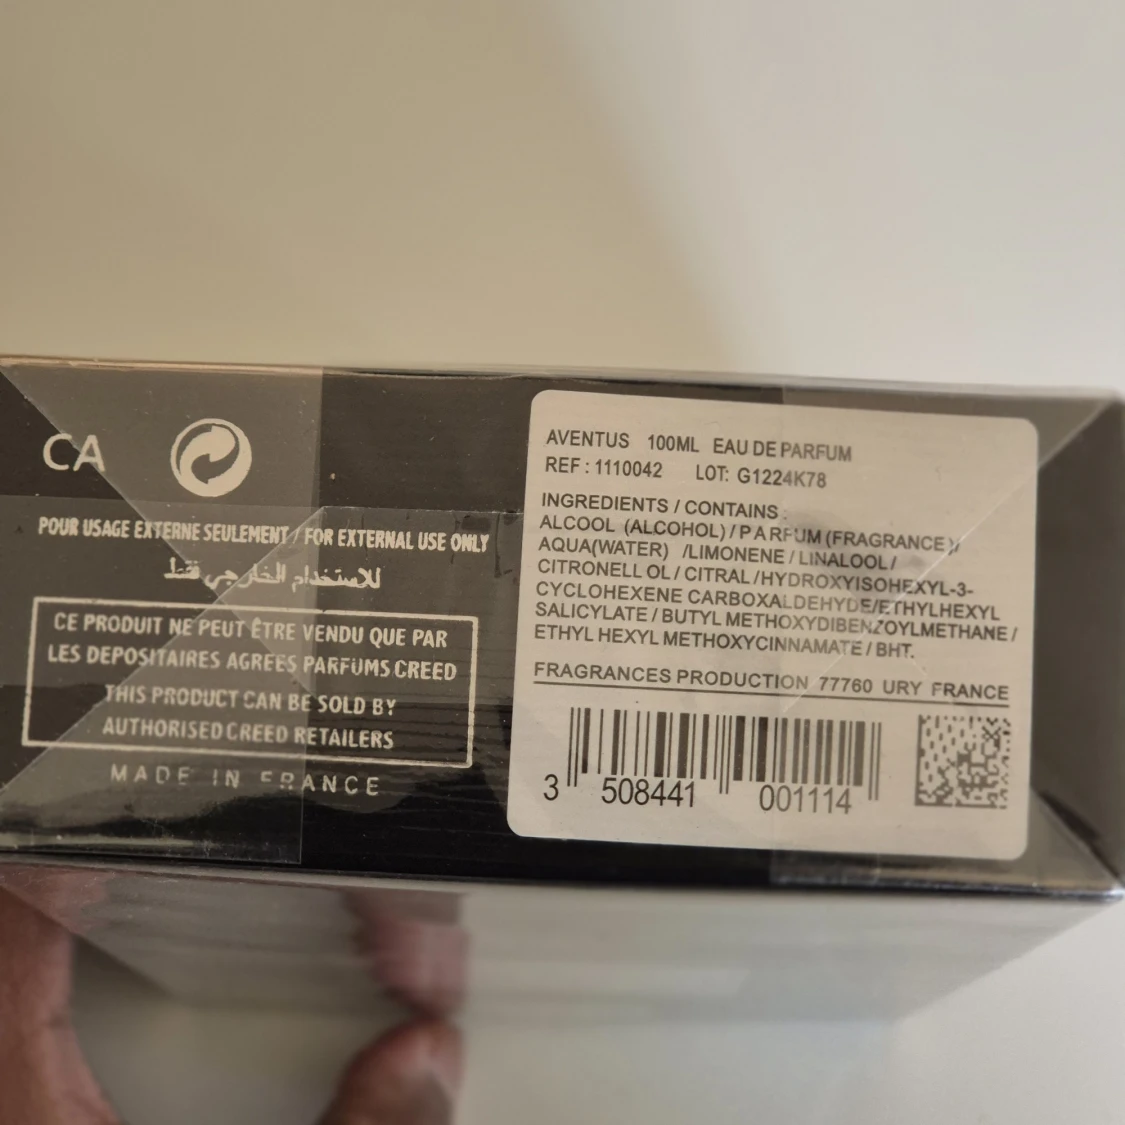 CA
POUR USAGE EXTERNE SEULEMENT / FOR EXTERNAL USE ONLY
للاستخدام الخارجي فقط
CE PRODUIT NE PEUT ÊTRE VENDU QUE PAR
LES DEPOSITAIRES AGREES PARFUMS CREED
THIS PRODUCT CAN BE SOLD BY
AUTHORISED CREED RETAILERS
MADE IN FRANCE
AVENTUS 100ML EAU DE PARFUM
REF : 1110042 LOT: G1224K78
INGREDIENTS / CONTAINS :
ALCOOL (ALCOHOL) / PARFUM (FRAGRANCE )/
AQUA(WATER) /LIMONENE / LINALOOL /
CITRONELL OL / CITRAL /HYDROXYISOHEXYL-3-
CYCLOHEXENE CARBOXALDEHYDE/ETHYLHEXYL
SALICYLATE / BUTYL METHOXYDIBENZOYLMETHANE /
ETHYL HEXYL METHOXYCINNAMATE / BHT.
FRAGRANCES PRODUCTION 77760 URY FRANCE
3 508441 001114